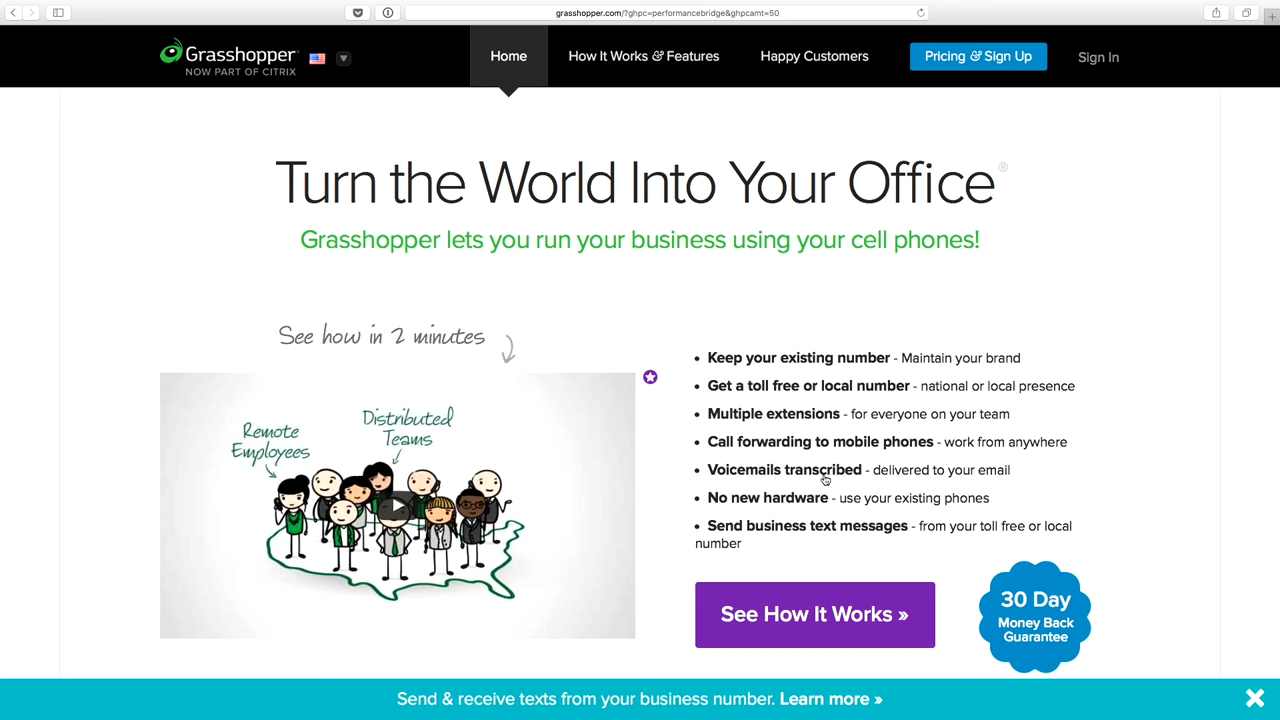 grasshopper.com/?ghpc=performancebridge&ghpcamt=50
Grasshopper
NOW PART OF CITRIX
Home
How It Works & Features
Happy Customers
Pricing & Sign Up
Sign In
Turn the World Into Your Office®
Grasshopper lets you run your business using your cell phones!
See how in 2 minutes
Remote
Employees
Distributed
Teams
• Keep your existing number - Maintain your brand
• Get a toll free or local number - national or local presence
• Multiple extensions - for everyone on your team
• Call forwarding to mobile phones - work from anywhere
• Voicemails transcribed - delivered to your email
• No new hardware - use your existing phones
• Send business text messages - from your toll free or local
number
See How It Works »
30 Day
Money Back
Guarantee
Send & receive texts from your business number. Learn more »